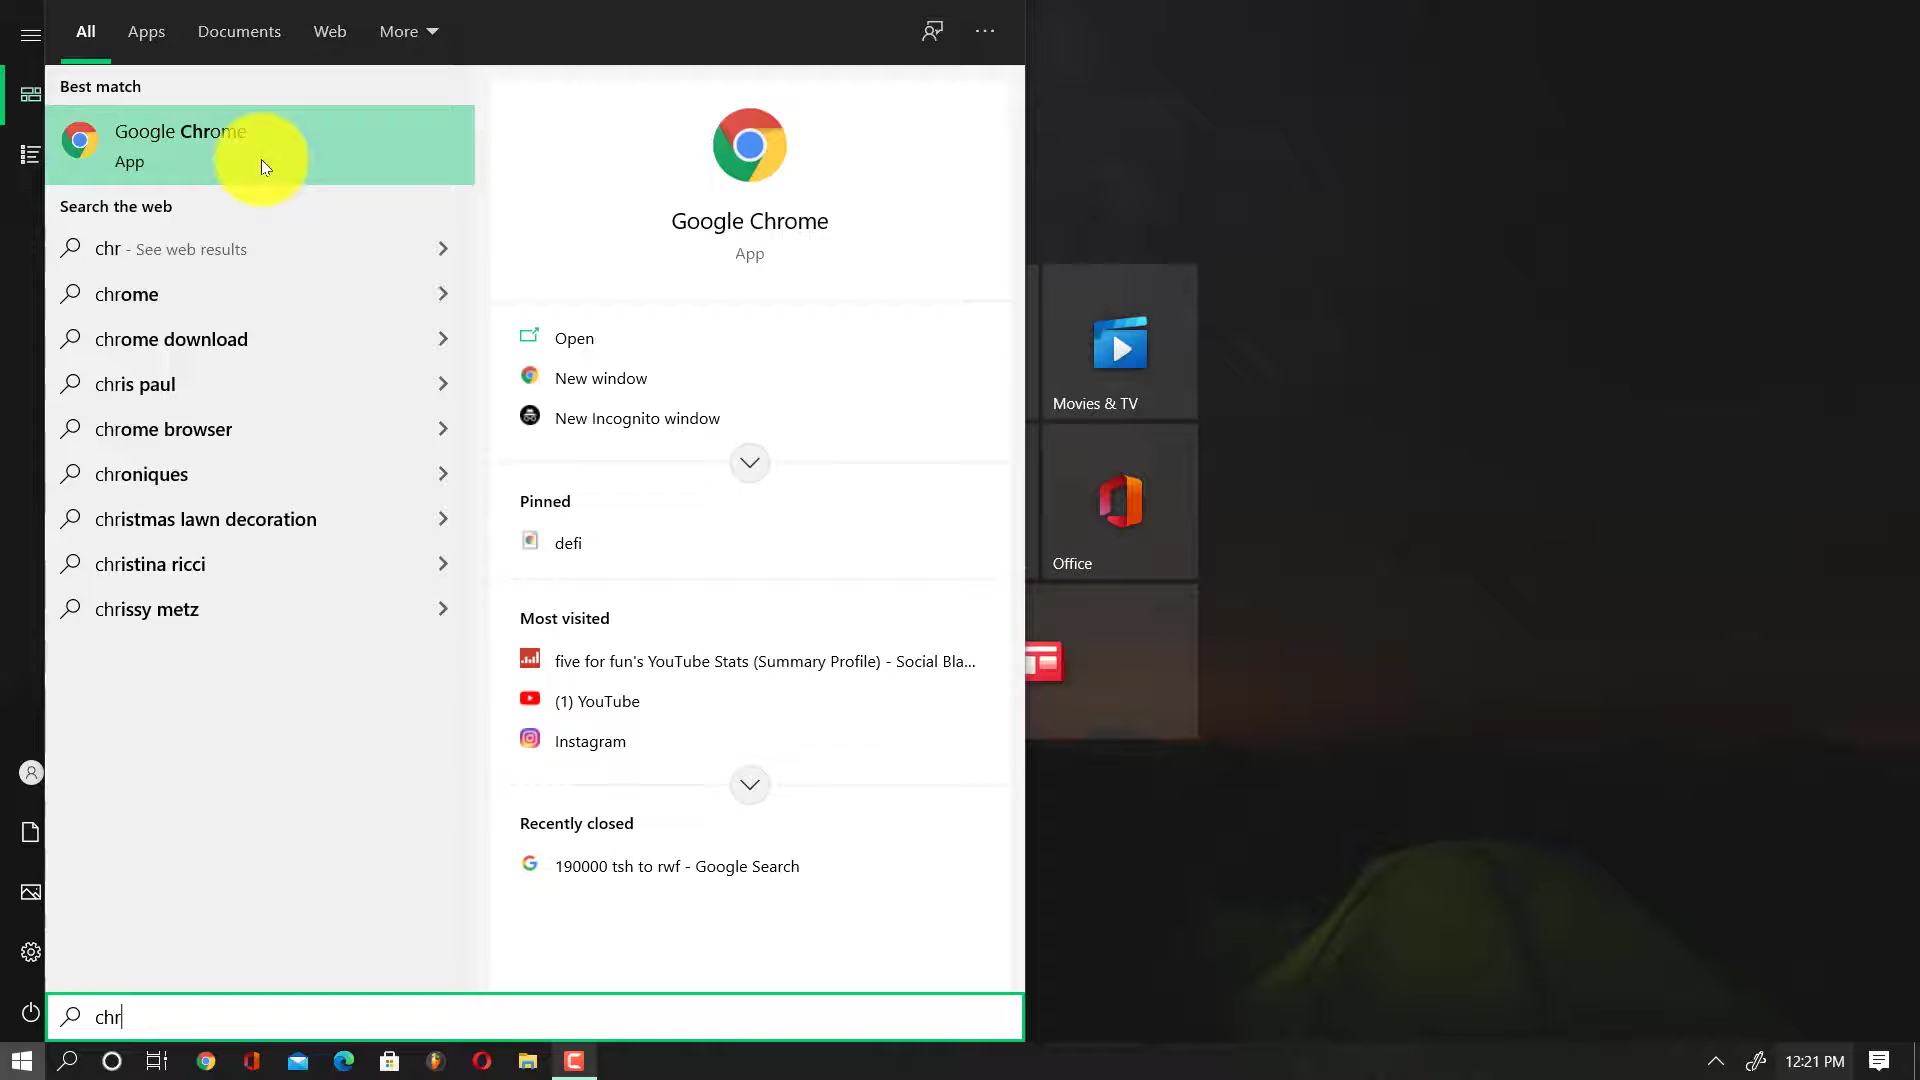 All Apps Documents Web More
Best match
Google Chrome
App
Search the web
chr - See web results
chrome
chrome download
chris paul
chrome browser
chroniques
christmas lawn decoration
christina ricci
chrissy metz
Google Chrome
App
Open
New window
New Incognito window
Pinned
defi
Most visited
five for fun's YouTube Stats (Summary Profile) - Social Bla...
(1) YouTube
Instagram
Recently closed
190000 tsh to rwf - Google Search
Movies & TV
Office
chr
12:21 PM